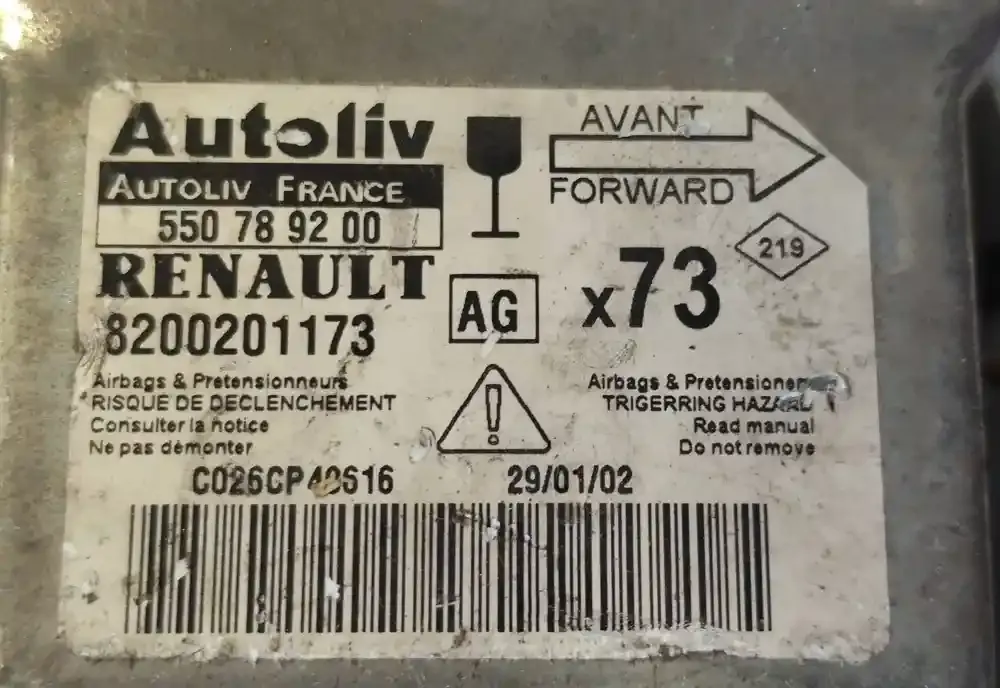 Autoliv
AUTOLIV FRANCE
550 78 92 00
RENAULT
8200201173
AVANT
FORWARD
219
AG
x73
Airbags & Pretensionneurs
RISQUE DE DECLENCHEMENT
Consulter la notice
Ne pas démonter
Airbags & Pretensioner
TRIGERRING HAZARD
Read manual
Do not remove
29/01/02